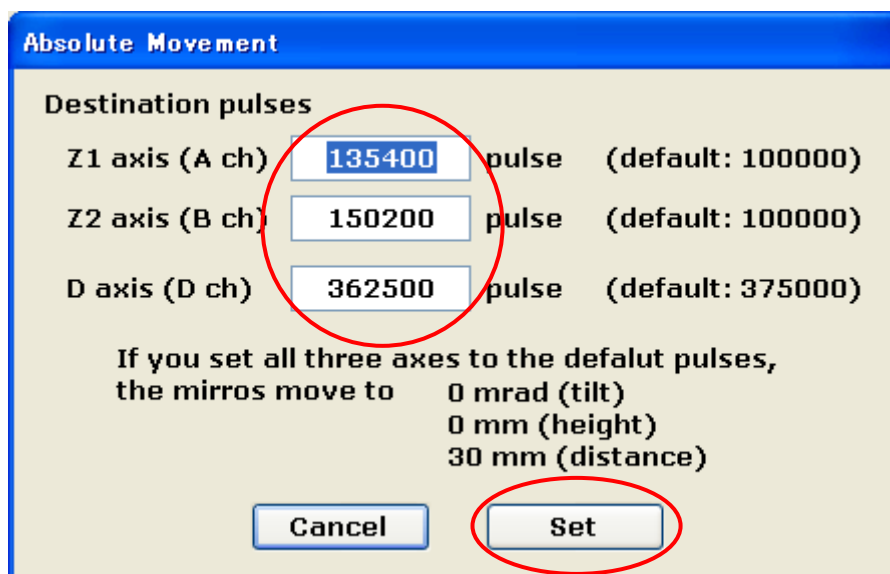 Absolute Movement
Destination pulses
Z1 axis (A ch) 135400 pulse (default: 100000)
Z2 axis (B ch) 150200 pulse (default: 100000)
D axis (D ch) 362500 pulse (default: 375000)
If you set all three axes to the defalut pulses,
the mirros move to 0 mrad (tilt)
0 mm (height)
30 mm (distance)
Cancel Set